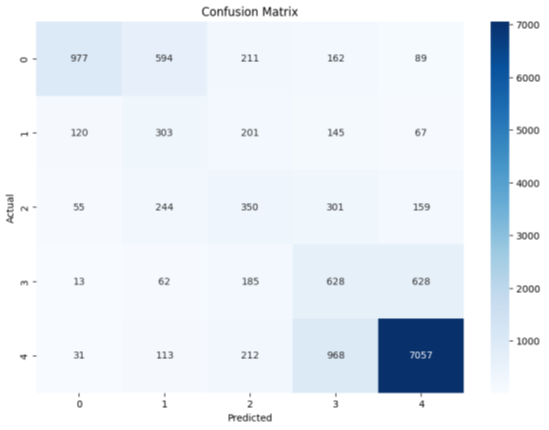 Confusion Matrix
7000
0 977 594 211 162 89
6000
1 120 303 201 145 67
5000
4000
Actual
2 55 244 350 301 159
3000
3 13 62 185 628 628
2000
4 31 113 212 968 7057
1000
0 1 2 3 4
Predicted